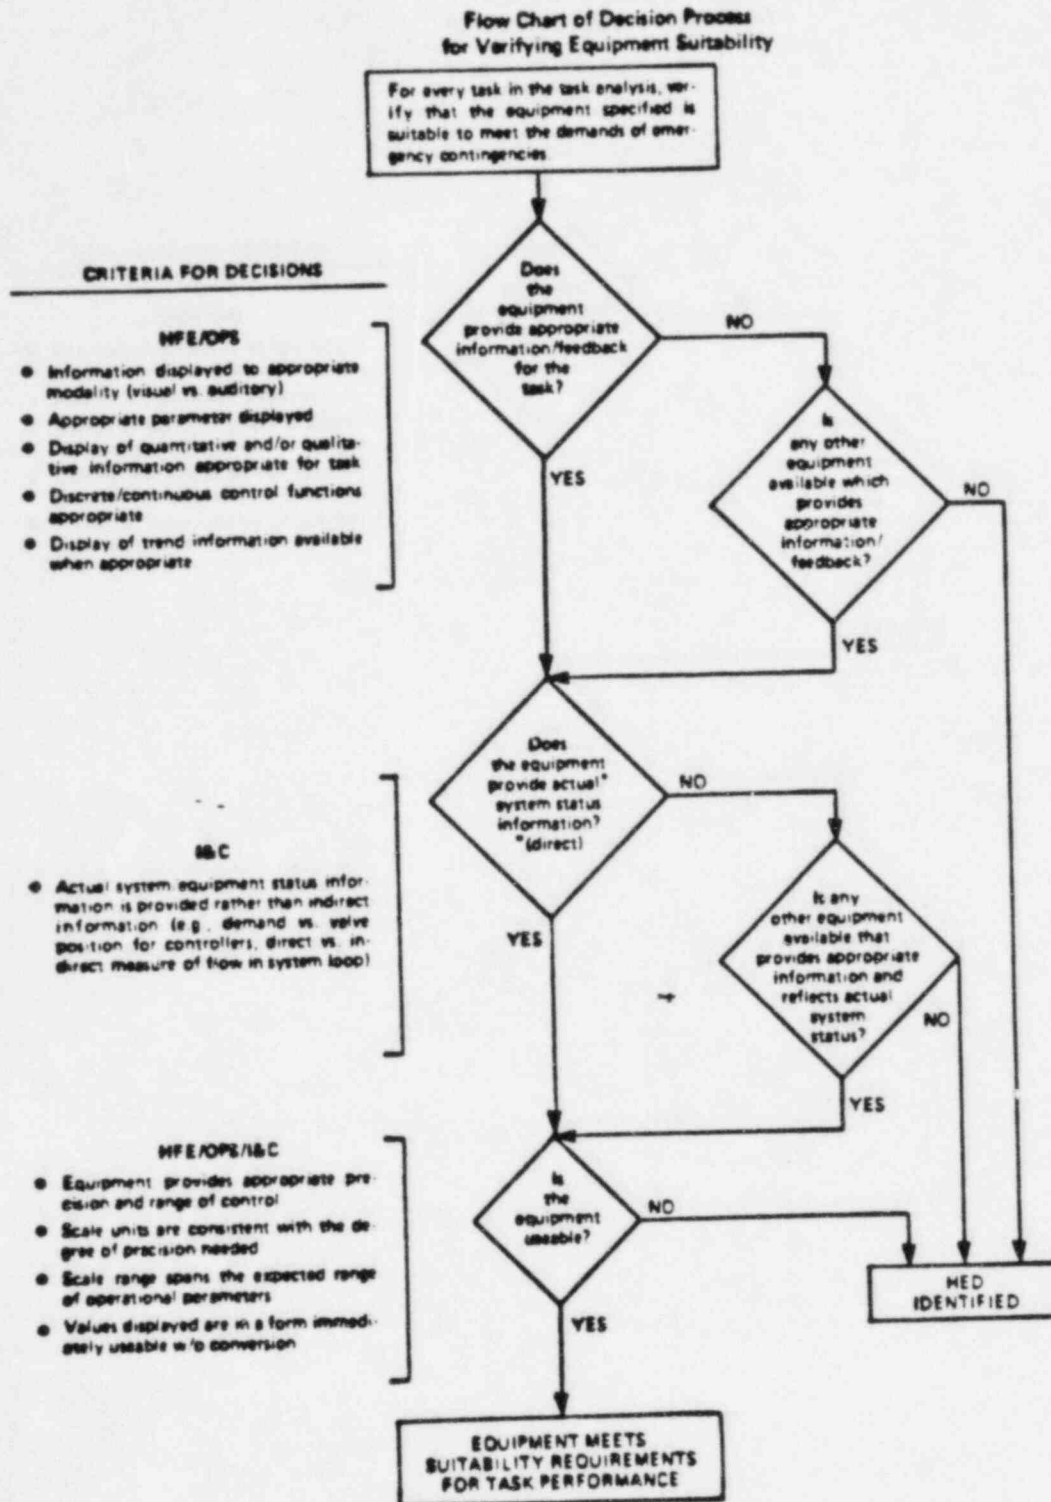 Flow Chart of Decision Process
for Verifying Equipment Suitability
For every task in the task analysis, ver-
ify that the equipment specified is
suitable to meet the demands of emer-
gency contingencies.
CRITERIA FOR DECISIONS
HFE/OPS
● Information displayed to appropriate
modality (visual vs. auditory)
● Appropriate parameter displayed
● Display of quantitative and/or qualita-
tive information appropriate for task
● Discrete/continuous control functions
appropriate
● Display of trend information available
when appropriate
Does
the
equipment
provide appropriate
information/feedback
for the
task?
NO
YES
Is
any other
equipment
available which
provides
appropriate
information/
feedback?
NO
YES
I&C
● Actual system/equipment status infor-
mation is provided rather than indirect
information (e.g., demand vs. valve
position for controllers, direct vs. in-
direct measure of flow in system loop)
Does
the equipment
provide actual*
system status
information?
*(direct)
NO
YES
Is any
other equipment
available that
provides appropriate
information and
reflects actual
system
status?
NO
YES
HFE/OPS/I&C
● Equipment provides appropriate pre-
cision and range of control
● Scale units are consistent with the de-
gree of precision needed
● Scale range spans the expected range
of operational parameters
● Values displayed are in a form immedi-
ately useable w/o conversion
Is
the
equipment
useable?
NO
YES
HED
IDENTIFIED
EQUIPMENT MEETS
SUITABILITY REQUIREMENTS
FOR TASK PERFORMANCE